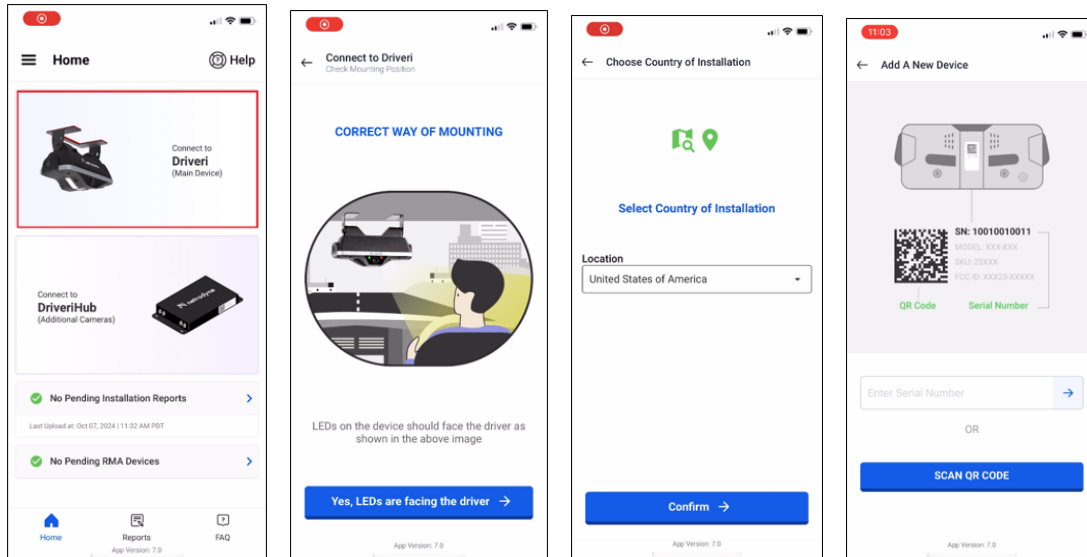 Home
Help
Connect to
Driveri
(Main Device)
Connect to
DriveriHub
(Additional Cameras)
netradyne
No Pending Installation Reports
Last Upload at: Oct 07, 2024 | 11:32 AM PDT
No Pending RMA Devices
Home
Reports
FAQ
App Version: 7.0
Connect to Driveri
Check Mounting Position
CORRECT WAY OF MOUNTING
LEDs on the device should face the driver as
shown in the above image
Yes, LEDs are facing the driver →
App Version: 7.0
Choose Country of Installation
Select Country of Installation
Location
United States of America
Confirm →
App Version: 7.0
11:03
Add A New Device
SN: 10010010011
MODEL: XXX-XXX
SKU: 23XXX
FCC ID: XXX23-XXXXX
QR Code
Serial Number
Enter Serial Number
OR
SCAN QR CODE
App Version: 7.0